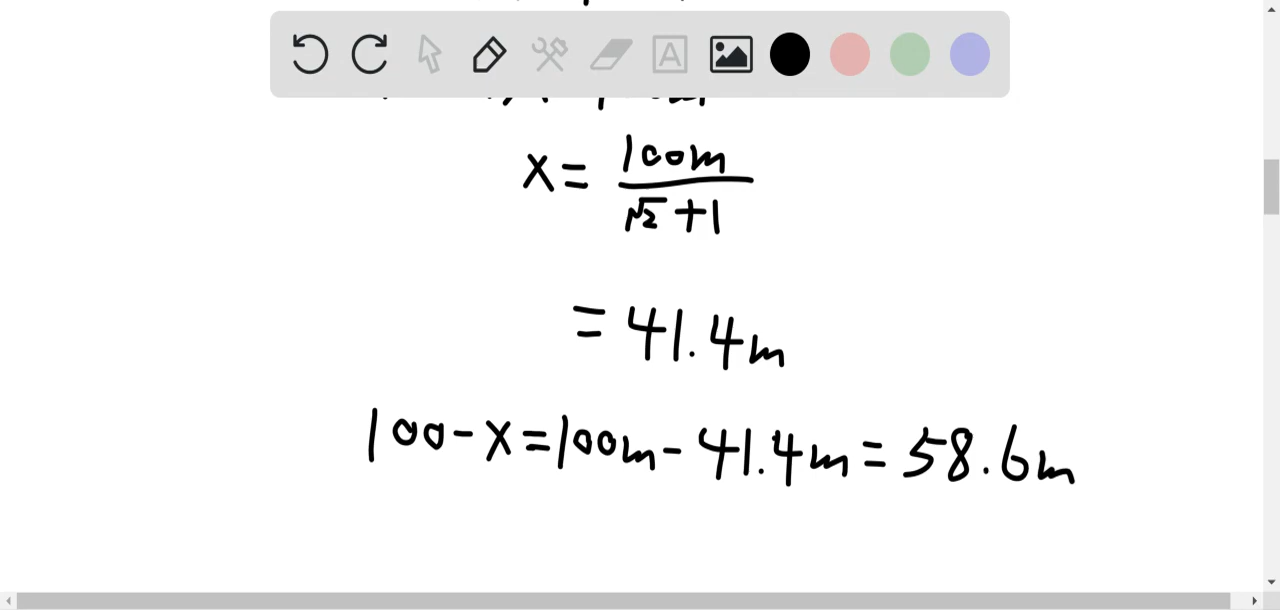 A
x = 100m / √2 + 1
= 41.4m
100 - x = 100m - 41.4m = 58.6m